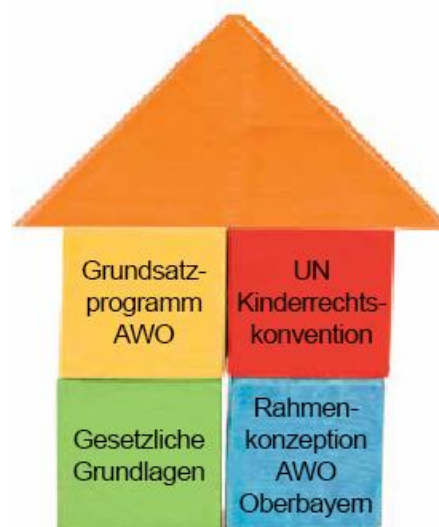 Grundsatz-
programm
AWO
UN
Kinderrechts-
konvention
Gesetzliche
Grundlagen
Rahmen-
konzeption
AWO
Oberbayern